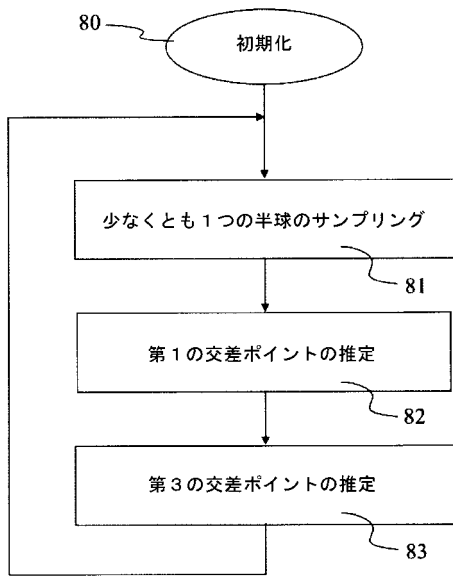 80
初期化
少なくとも１つの半球のサンプリング
81
第１の交差ポイントの推定
82
第３の交差ポイントの推定
83